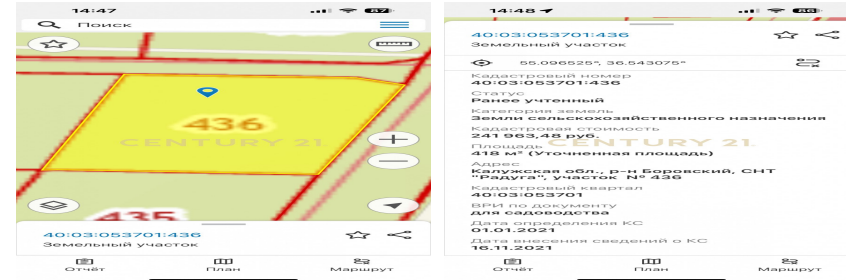 14:47
87
Поиск
436
CENTURY 21.
435
40:03:053701:436
Земельный участок
Отчёт
План
Маршрут
14:48
86
40:03:053701:436
Земельный участок
55.096525°, 36.543075°
Кадастровый номер
40:03:053701:436
Статус
Ранее учтенный
Категория земель
Земли сельскохозяйственного назначения
Кадастровая стоимость
241 963,48 руб.
CENTURY 21.
Площадь
418 м² (Уточненная площадь)
Адрес
Калужская обл., р-н Боровский, СНТ
"Радуга", участок № 436
Кадастровый квартал
40:03:053701
ВРИ по документу
для садоводства
Дата определения КС
01.01.2021
Дата внесения сведений о КС
16.11.2021
Отчёт
План
Маршрут